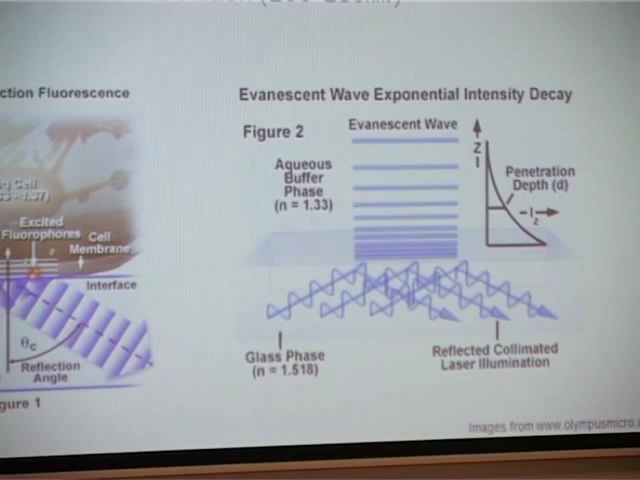 ction Fluorescence
Excited
Fluorophores
Cell
Membrane
Interface
θc
Reflection
Angle
gure 1
Evanescent Wave Exponential Intensity Decay
Figure 2
Evanescent Wave
Aqueous
Buffer
Phase
(n = 1.33)
Z
Penetration
Depth (d)
Glass Phase
(n = 1.518)
Reflected Collimated
Laser Illumination
Images from www.olympusmicro.c